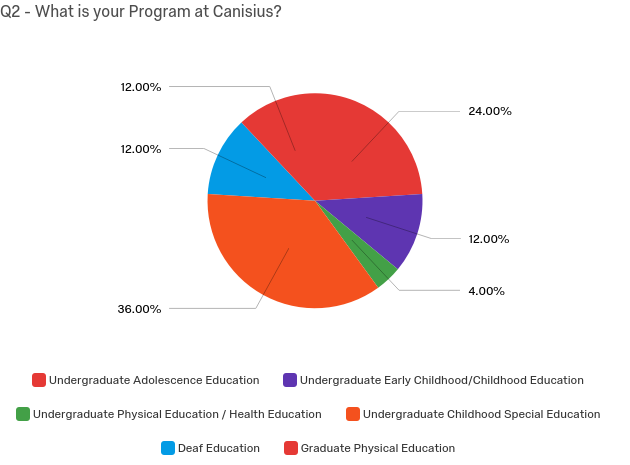 Q2 - What is your Program at Canisius?
12.00%
24.00%
12.00%
12.00%
4.00%
36.00%
Undergraduate Adolescence Education
Undergraduate Early Childhood/Childhood Education
Undergraduate Physical Education / Health Education
Undergraduate Childhood Special Education
Deaf Education
Graduate Physical Education